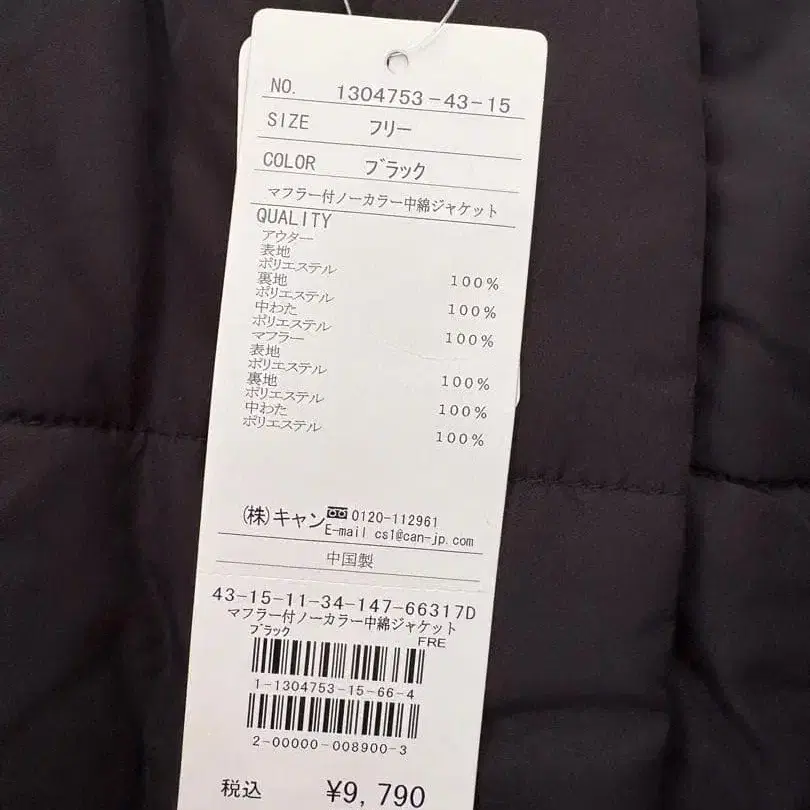 NO. 1304753-43-15
SIZE フリー
COLOR ブラック
マフラー付ノーカラー中綿ジャケット
QUALITY
アウター
表地
ポリエステル 100%
裏地
ポリエステル 100%
中わた
ポリエステル 100%
マフラー
表地
ポリエステル 100%
裏地
ポリエステル 100%
中わた
ポリエステル 100%
(株)キャン 0120-112961
E-mail cs1@can-jp.com
中国製
43-15-11-34-147-66317D
マフラー付ノーカラー中綿ジャケット
ブラック FRE
1-1304753-15-66-4
2-00000-008900-3
税込 ¥9,790